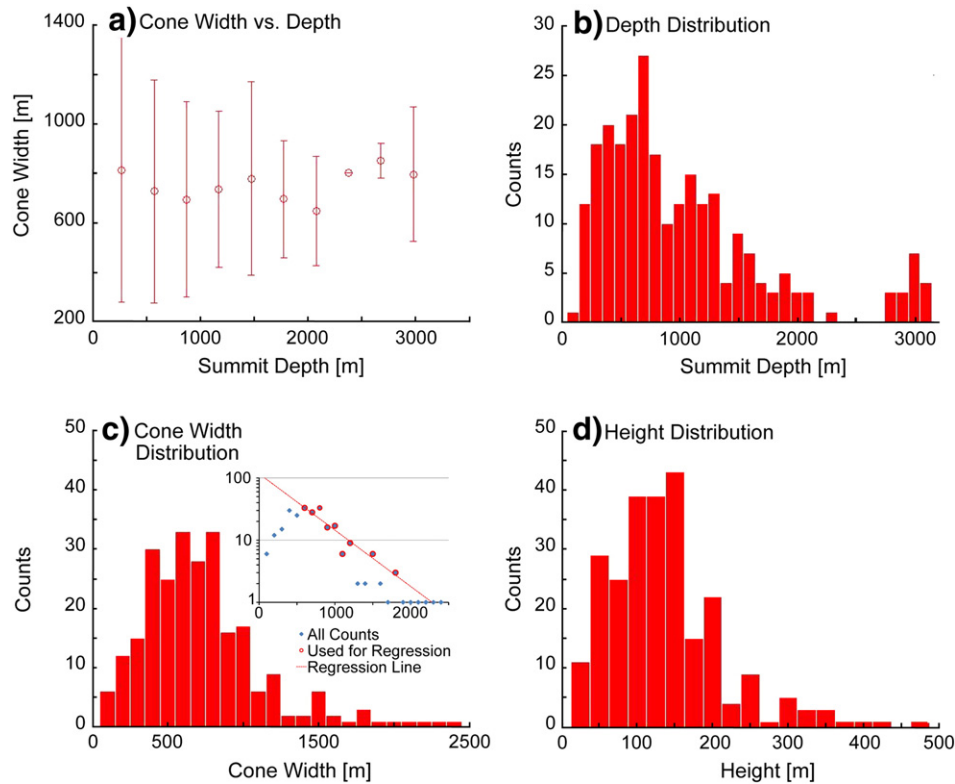 a) Cone Width vs. Depth
1400
1000
600
200
Cone Width [m]
0 1000 2000 3000
Summit Depth [m]
b) Depth Distribution
30
25
20
15
10
5
0
Counts
0 1000 2000 3000
Summit Depth [m]
c) Cone Width
Distribution
50
40
30
20
10
0
Counts
0 500 1500 2500
Cone Width [m]
100
10
1
0 1000 2000
All Counts
Used for Regression
Regression Line
d) Height Distribution
50
40
30
20
10
0
Counts
0 100 200 300 400 500
Height [m]